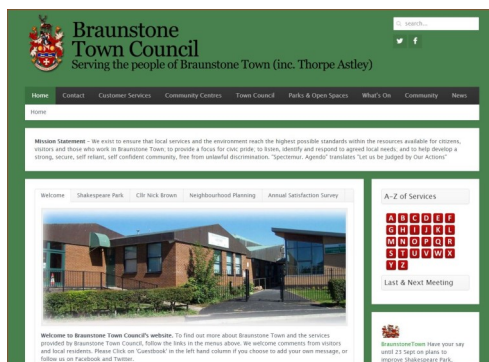 Braunstone
Town Council
Serving the people of Braunstone Town (inc. Thorpe Astley)
search...
Home Contact Customer Services Community Centres Town Council Parks & Open Spaces What's On Community News
Home
Mission Statement – We exist to ensure that local services and the environment reach the highest possible standards within the resources available for citizens,
visitors and those who work in Braunstone Town; to provide a focus for civic pride; to listen, identify and respond to agreed local needs; and to help develop a
strong, secure, self reliant, self confident community, free from unlawful discrimination. "Spectemur, Agendo" translates "Let us be Judged by Our Actions"
Welcome Shakespeare Park Cllr Nick Brown Neighbourhood Planning Annual Satisfaction Survey
A-Z of Services
A B C D E F
G H I J K L
M N O P Q R
S T U V W X
Y Z
Last & Next Meeting
Welcome to Braunstone Town Council's website. To find out more about Braunstone Town and the services
provided by Braunstone Town Council, follow the links in the menus above. We welcome comments from visitors
and local residents. Please Click on 'Guestbook' in the left hand column if you choose to add your own message, or
follow us on Facebook and Twitter.
BraunstoneTown Have your say
until 23 Sept on plans to
improve Shakespeare Park,